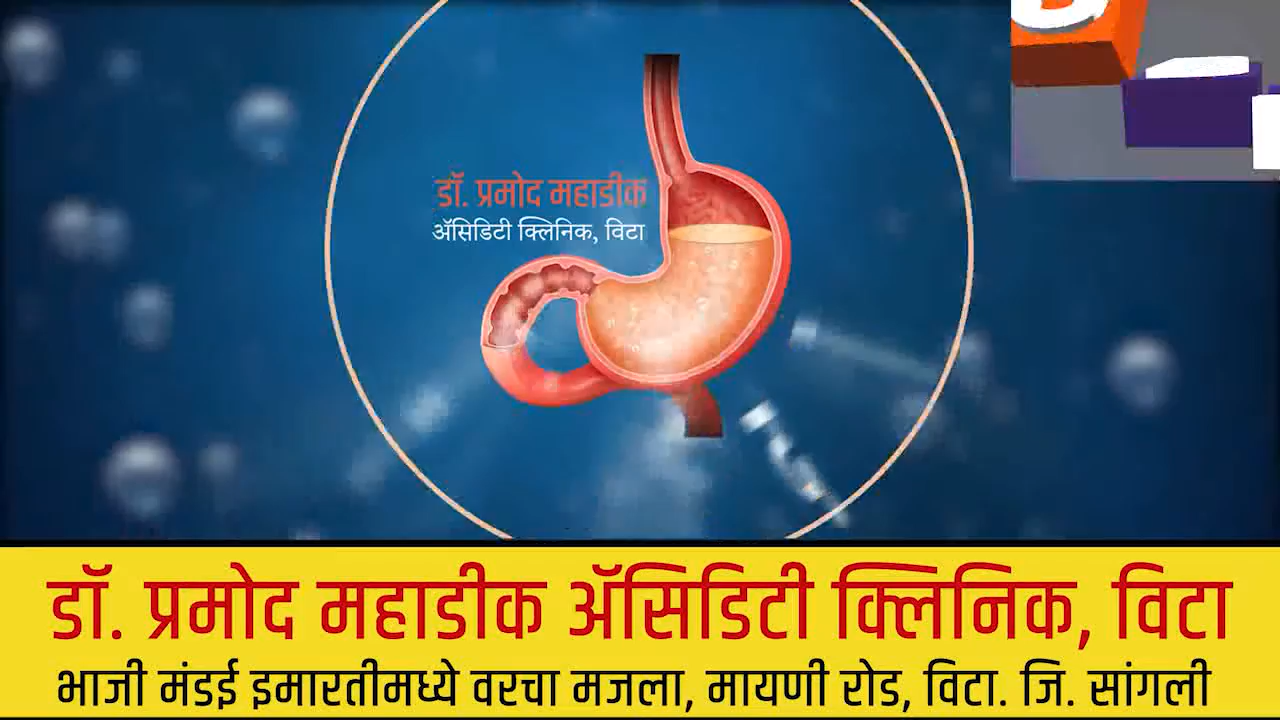 डॉ. प्रमोद महाडीक
ॲसिडिटी क्लिनिक, विटा
डॉ. प्रमोद महाडीक ॲसिडिटी क्लिनिक, विटा
भाजी मंडई इमारतीमध्ये वरचा मजला, मायणी रोड, विटा. जि. सांगली